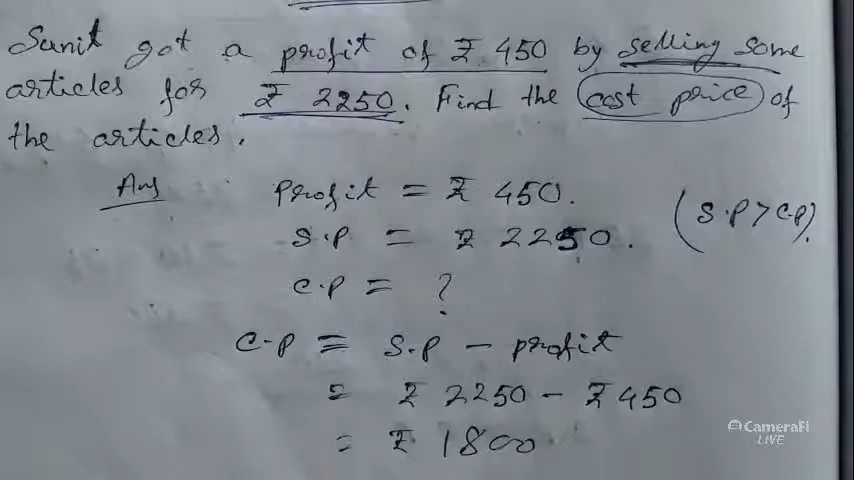 Sunit got a profit of ₹ 450 by selling some
articles for ₹ 2250. Find the cost price of
the articles.
Ans Profit = ₹ 450.
(S.P > C.P)
S.P = ₹ 2250.
C.P = ?
C.P = S.P - profit
= ₹ 2250 - ₹ 450
= ₹ 1800
CameraFi
LIVE